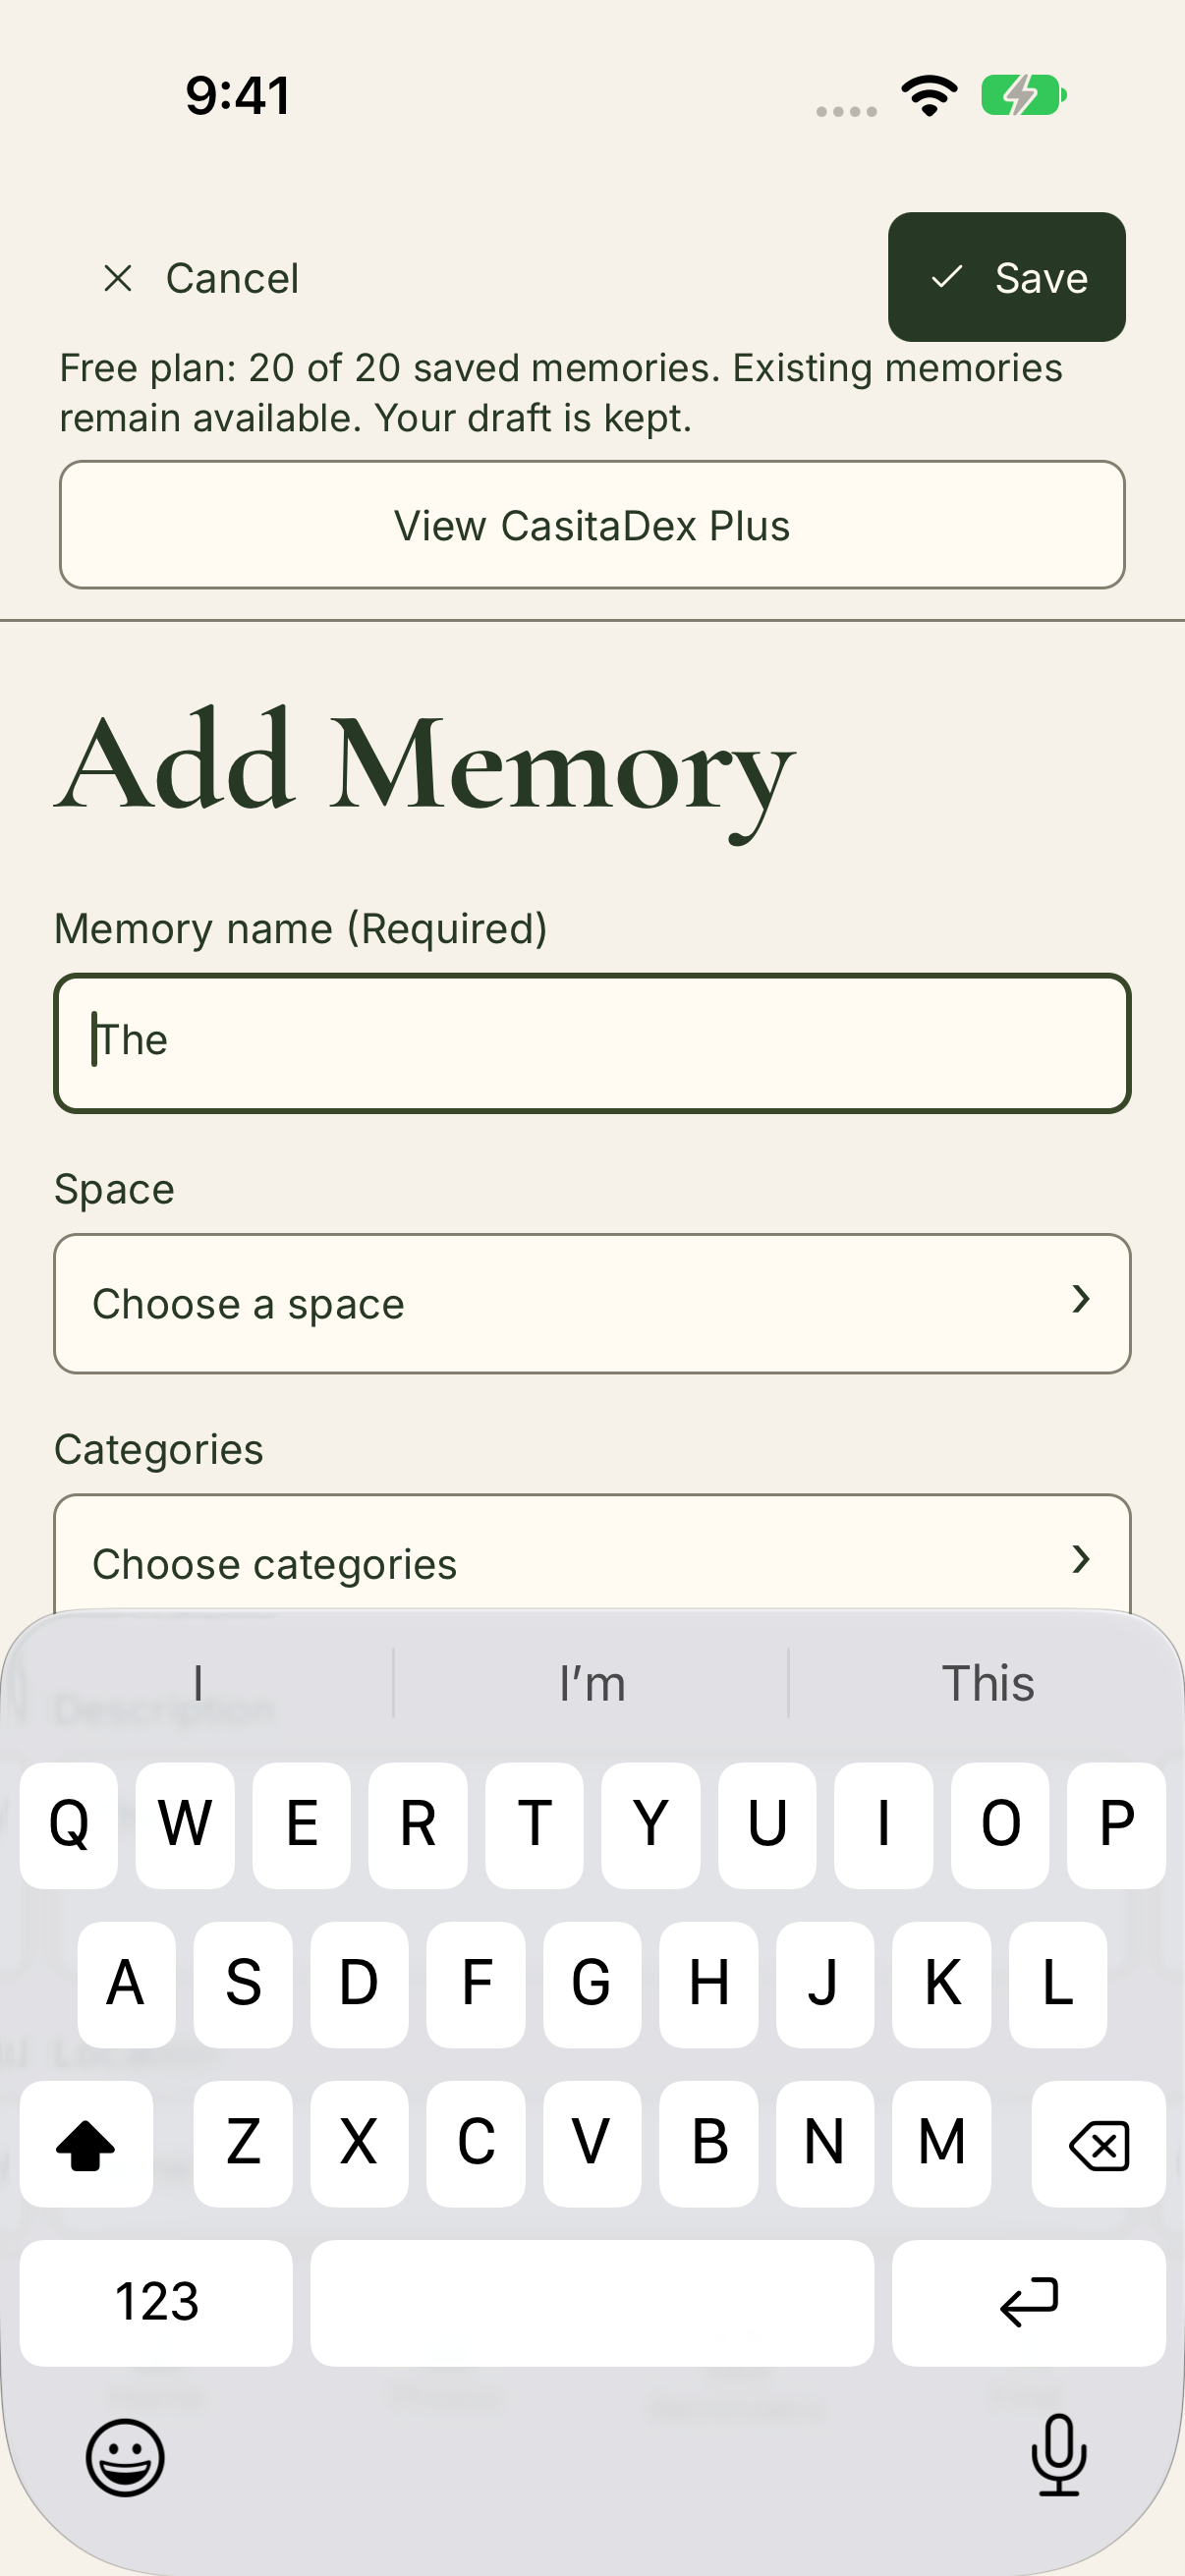 9:41
Cancel
Save
Free plan: 20 of 20 saved memories. Existing memories
remain available. Your draft is kept.
View CasitaDex Plus
Add Memory
Memory name (Required)
The
Space
Choose a space
Categories
Choose categories
I
I’m
This
Description
Q W E R T Y U I O P
A S D F G H J K L
Z X C V B N M
123